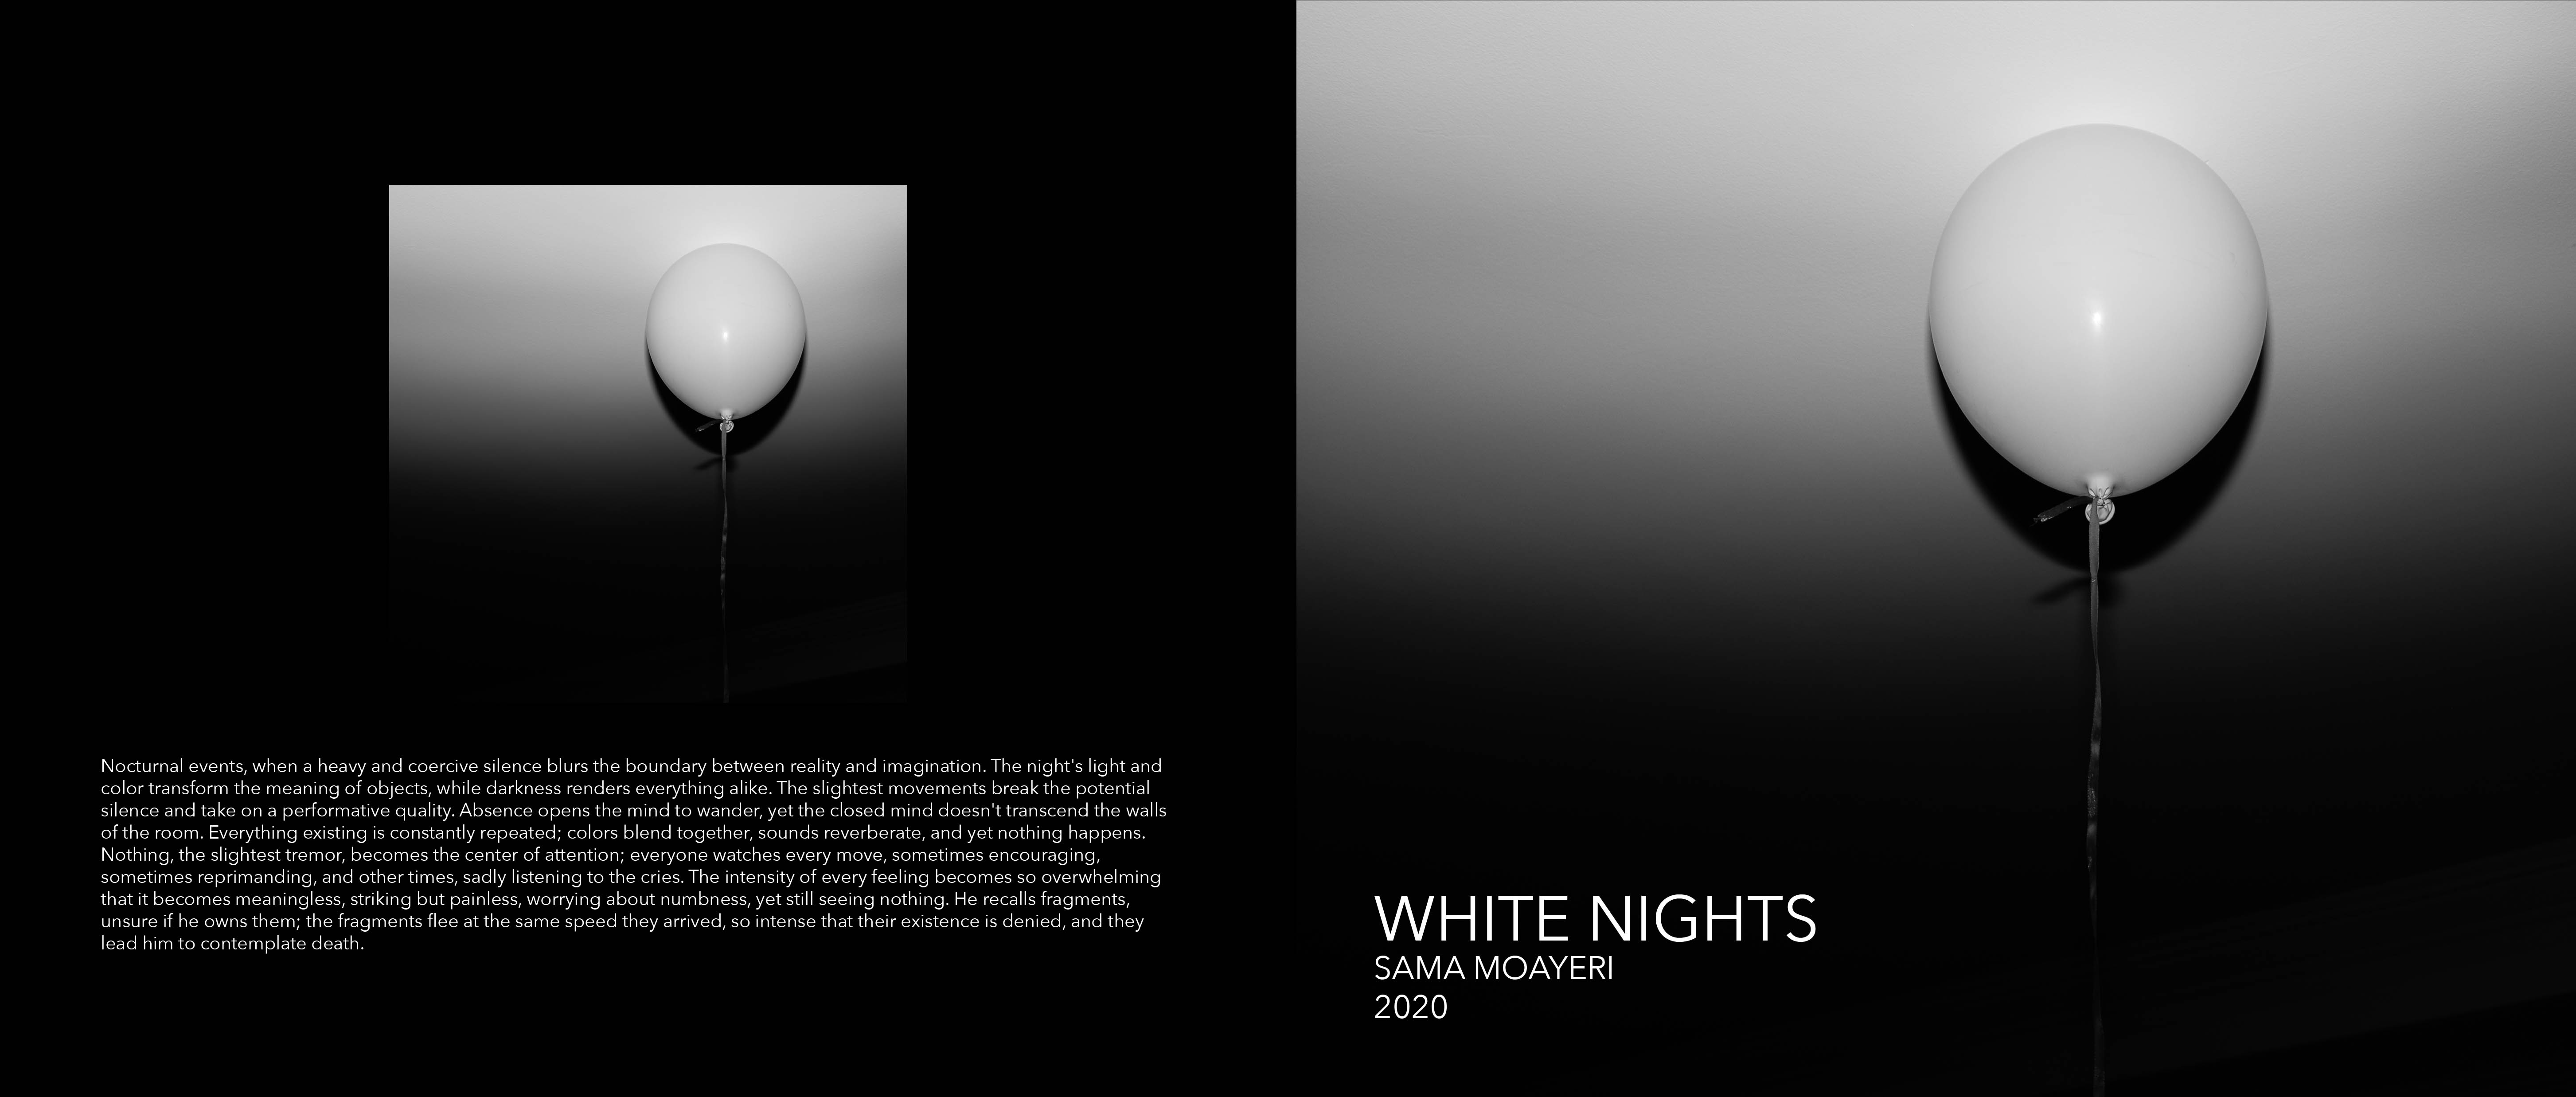 Nocturnal events, when a heavy and coercive silence blurs the boundary between reality and imagination. The night's light and
color transform the meaning of objects, while darkness renders everything alike. The slightest movements break the potential
silence and take on a performative quality. Absence opens the mind to wander, yet the closed mind doesn't transcend the walls
of the room. Everything existing is constantly repeated; colors blend together, sounds reverberate, and yet nothing happens.
Nothing, the slightest tremor, becomes the center of attention; everyone watches every move, sometimes encouraging,
sometimes reprimanding, and other times, sadly listening to the cries. The intensity of every feeling becomes so overwhelming
that it becomes meaningless, striking but painless, worrying about numbness, yet still seeing nothing. He recalls fragments,
unsure if he owns them; the fragments flee at the same speed they arrived, so intense that their existence is denied, and they
lead him to contemplate death.
WHITE NIGHTS
SAMA MOAYERI
2020